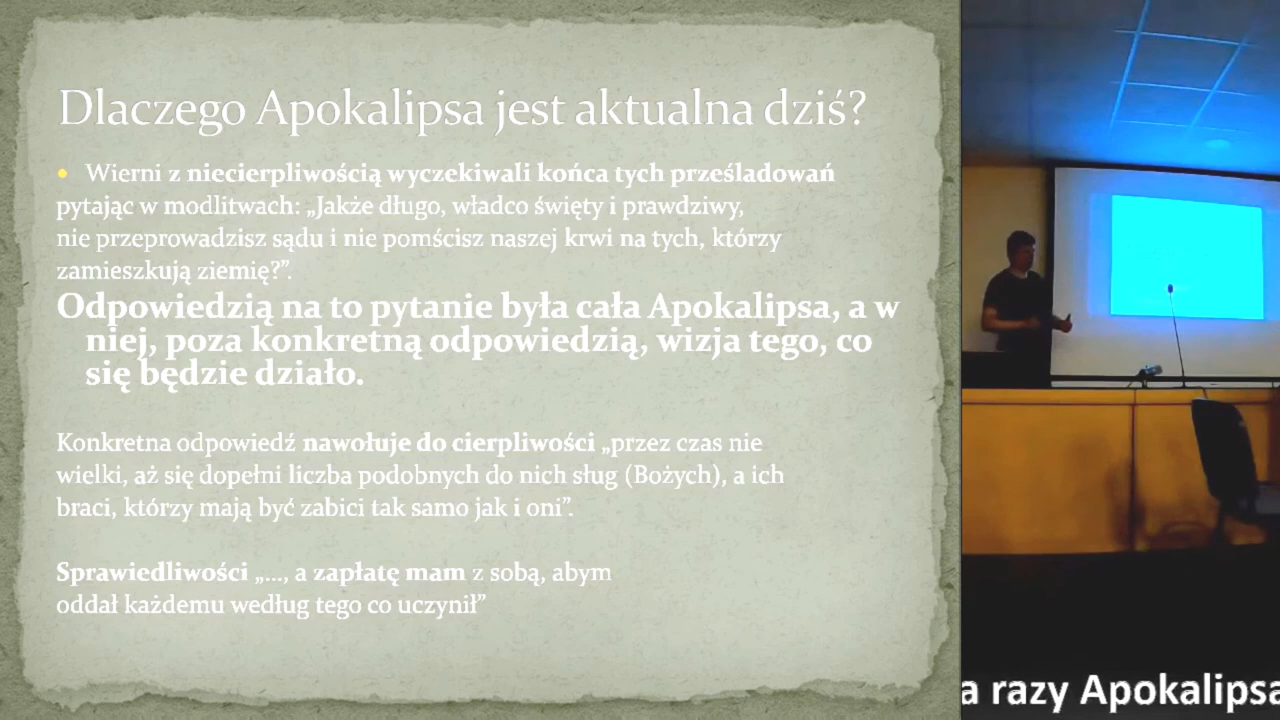 Dlaczego Apokalipsa jest aktualna dziś?
• Wierni z niecierpliwością wyczekiwali końca tych prześladowań
pytając w modlitwach: „Jakże długo, władco święty i prawdziwy,
nie przeprowadzisz sądu i nie pomścisz naszej krwi na tych, którzy
zamieszkują ziemię?”.
Odpowiedzią na to pytanie była cała Apokalipsa, a w
niej, poza konkretną odpowiedzią, wizja tego, co
się będzie działo.
Konkretna odpowiedź nawołuje do cierpliwości „przez czas nie
wielki, aż się dopełni liczba podobnych do nich sług (Bożych), a ich
braci, którzy mają być zabici tak samo jak i oni”.
Sprawiedliwości „..., a zapłatę mam z sobą, abym
oddał każdemu według tego co uczynił”
a razy Apokalipsa